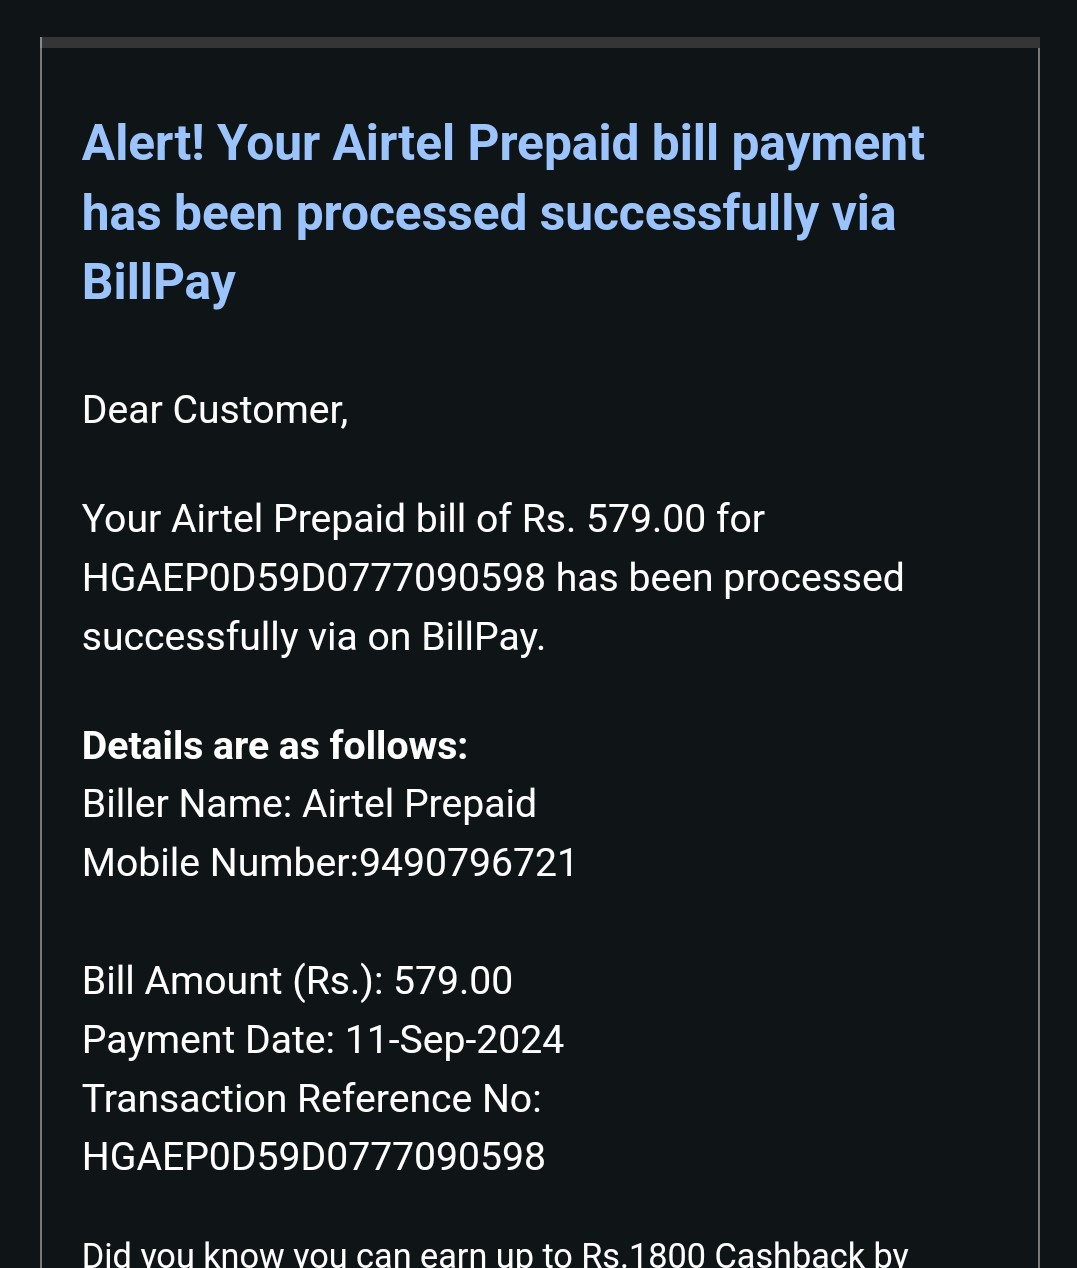 Alert! Your Airtel Prepaid bill payment
has been processed successfully via
BillPay
Dear Customer,
Your Airtel Prepaid bill of Rs. 579.00 for
HGAEP0D59D0777090598 has been processed
successfully via on BillPay.
Details are as follows:
Biller Name: Airtel Prepaid
Mobile Number:9490796721
Bill Amount (Rs.): 579.00
Payment Date: 11-Sep-2024
Transaction Reference No:
HGAEP0D59D0777090598
Did you know you can earn up to Rs.1800 Cashback by